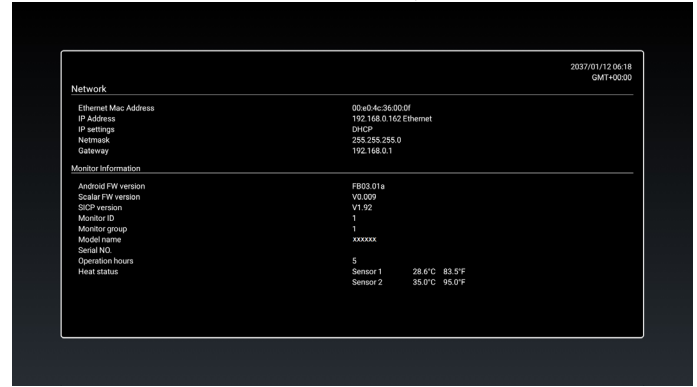 2037/01/12 06:18
GMT+00:00
Network
Ethernet Mac Address 00:e0:4c:36:00:0f
IP Address 192.168.0.162 Ethernet
IP settings DHCP
Netmask 255.255.255.0
Gateway 192.168.0.1
Monitor Information
Android FW version FB03.01a
Scalar FW version V0.009
SICP version V1.92
Monitor ID 1
Monitor group 1
Model name xxxxxx
Serial NO.
Operation hours 5
Heat status Sensor 1 28.6°C 83.5°F
Sensor 2 35.0°C 95.0°F